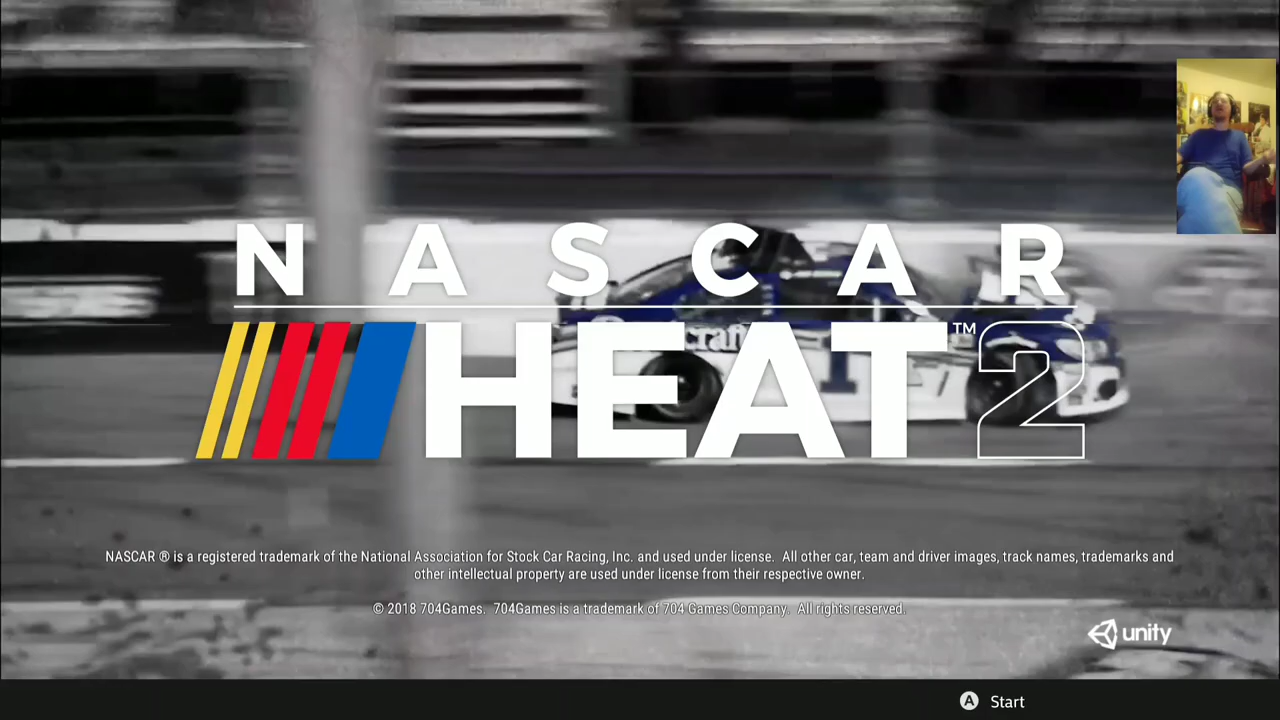 NASCAR
HEAT™2
NASCAR ® is a registered trademark of the National Association for Stock Car Racing, Inc. and used under license. All other car, team and driver images, track names, trademarks and
other intellectual property are used under license from their respective owner.
© 2018 704Games. 704Games is a trademark of 704 Games Company. All rights reserved.
unity
A Start